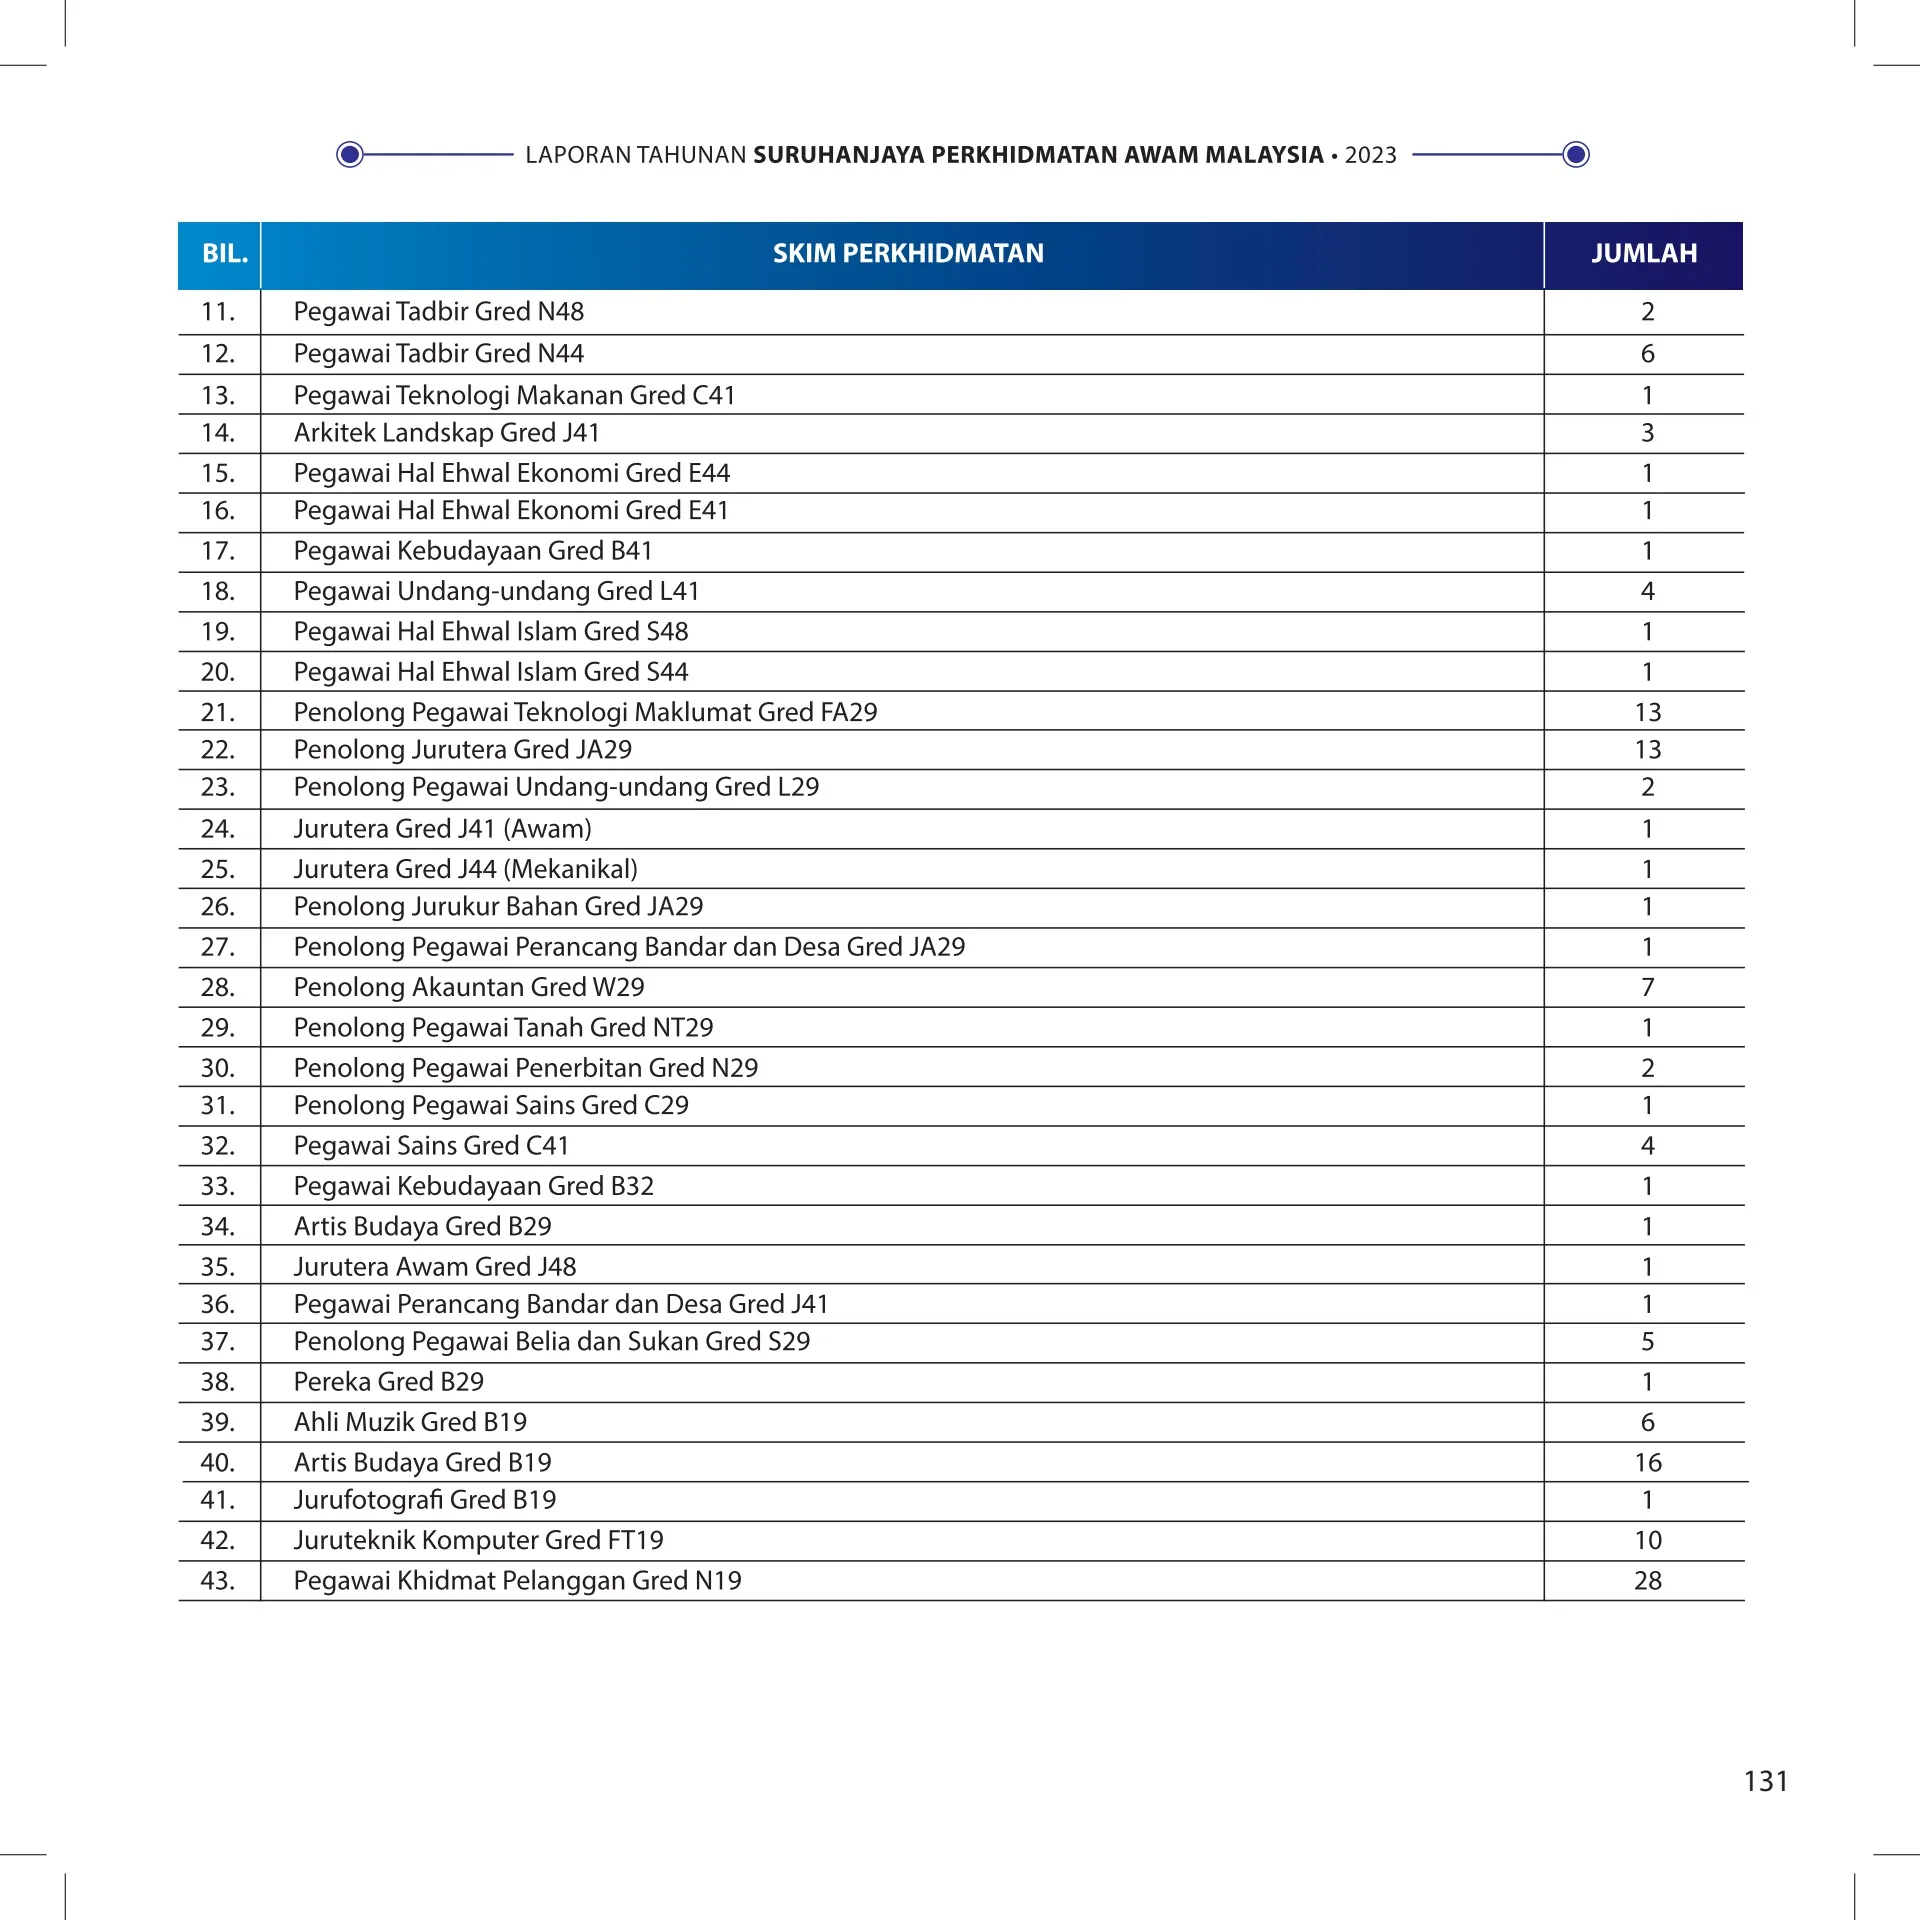 LAPORAN TAHUNAN SURUHANJAYA PERKHIDMATAN AWAM MALAYSIA • 2023
BIL. SKIM PERKHIDMATAN JUMLAH
11. Pegawai Tadbir Gred N48 2
12. Pegawai Tadbir Gred N44 6
13. Pegawai Teknologi Makanan Gred C41 1
14. Arkitek Landskap Gred J41 3
15. Pegawai Hal Ehwal Ekonomi Gred E44 1
16. Pegawai Hal Ehwal Ekonomi Gred E41 1
17. Pegawai Kebudayaan Gred B41 1
18. Pegawai Undang-undang Gred L41 4
19. Pegawai Hal Ehwal Islam Gred S48 1
20. Pegawai Hal Ehwal Islam Gred S44 1
21. Penolong Pegawai Teknologi Maklumat Gred FA29 13
22. Penolong Jurutera Gred JA29 13
23. Penolong Pegawai Undang-undang Gred L29 2
24. Jurutera Gred J41 (Awam) 1
25. Jurutera Gred J44 (Mekanikal) 1
26. Penolong Jurukur Bahan Gred JA29 1
27. Penolong Pegawai Perancang Bandar dan Desa Gred JA29 1
28. Penolong Akauntan Gred W29 7
29. Penolong Pegawai Tanah Gred NT29 1
30. Penolong Pegawai Penerbitan Gred N29 2
31. Penolong Pegawai Sains Gred C29 1
32. Pegawai Sains Gred C41 4
33. Pegawai Kebudayaan Gred B32 1
34. Artis Budaya Gred B29 1
35. Jurutera Awam Gred J48 1
36. Pegawai Perancang Bandar dan Desa Gred J41 1
37. Penolong Pegawai Belia dan Sukan Gred S29 5
38. Pereka Gred B29 1
39. Ahli Muzik Gred B19 6
40. Artis Budaya Gred B19 16
41. Jurufotografi Gred B19 1
42. Juruteknik Komputer Gred FT19 10
43. Pegawai Khidmat Pelanggan Gred N19 28
131